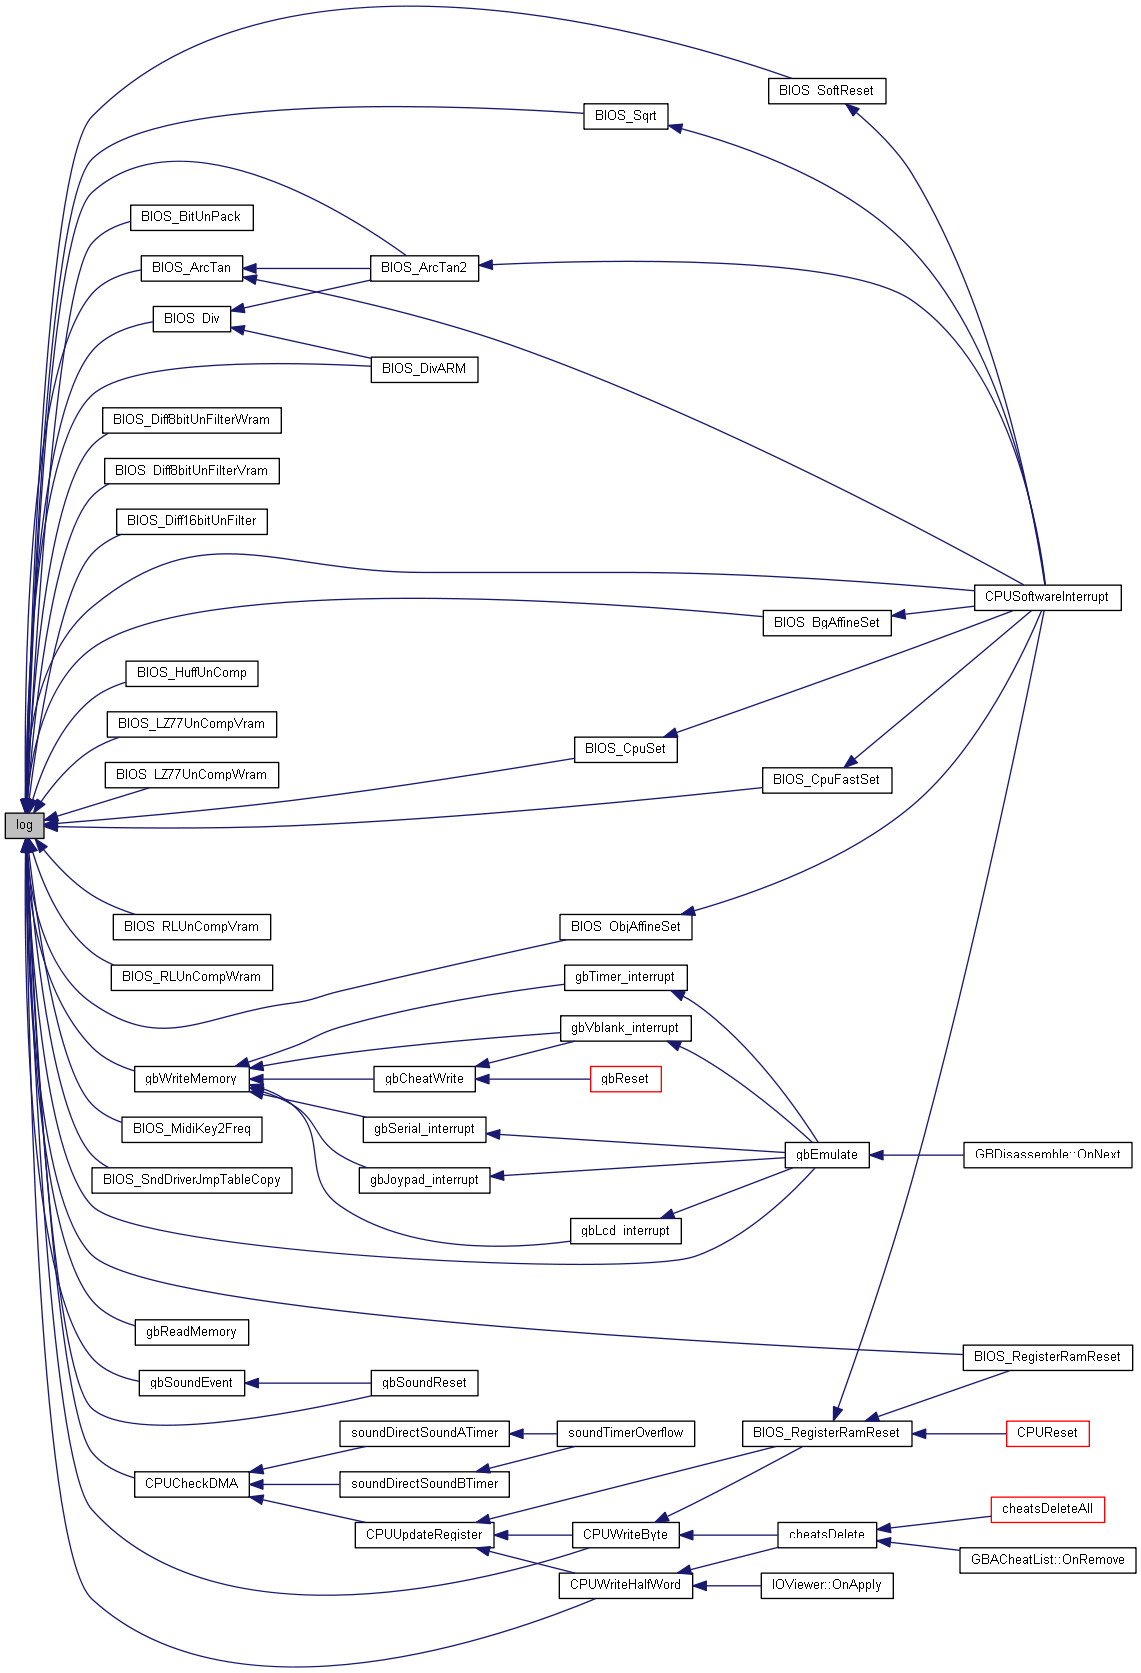 BIOS_SoftReset
BIOS_Sqrt
BIOS_BitUnPack
BIOS_ArcTan
BIOS_ArcTan2
BIOS_Div
BIOS_DivARM
BIOS_Diff8bitUnFilterWram
BIOS_Diff8bitUnFilterVram
BIOS_Diff16bitUnFilter
CPUSoftwareInterrupt
BIOS_BgAffineSet
BIOS_HuffUnComp
BIOS_LZ77UnCompVram
BIOS_CpuSet
BIOS_LZ77UnCompWram
BIOS_CpuFastSet
log
BIOS_RLUnCompVram
BIOS_ObjAffineSet
BIOS_RLUnCompWram
gbTimer_interrupt
gbVblank_interrupt
gbWriteMemory
gbCheatWrite
gbReset
BIOS_MidiKey2Freq
gbSerial_interrupt
gbEmulate
GBDisassemble::OnNext
BIOS_SndDriverJmpTableCopy
gbJoypad_interrupt
gbLcd_interrupt
gbReadMemory
BIOS_RegisterRamReset
gbSoundEvent
gbSoundReset
soundDirectSoundATimer
soundTimerOverflow
BIOS_RegisterRamReset
CPUReset
CPUCheckDMA
soundDirectSoundBTimer
cheatsDeleteAll
CPUUpdateRegister
CPUWriteByte
cheatsDelete
GBACheatList::OnRemove
CPUWriteHalfWord
IOViewer::OnApply